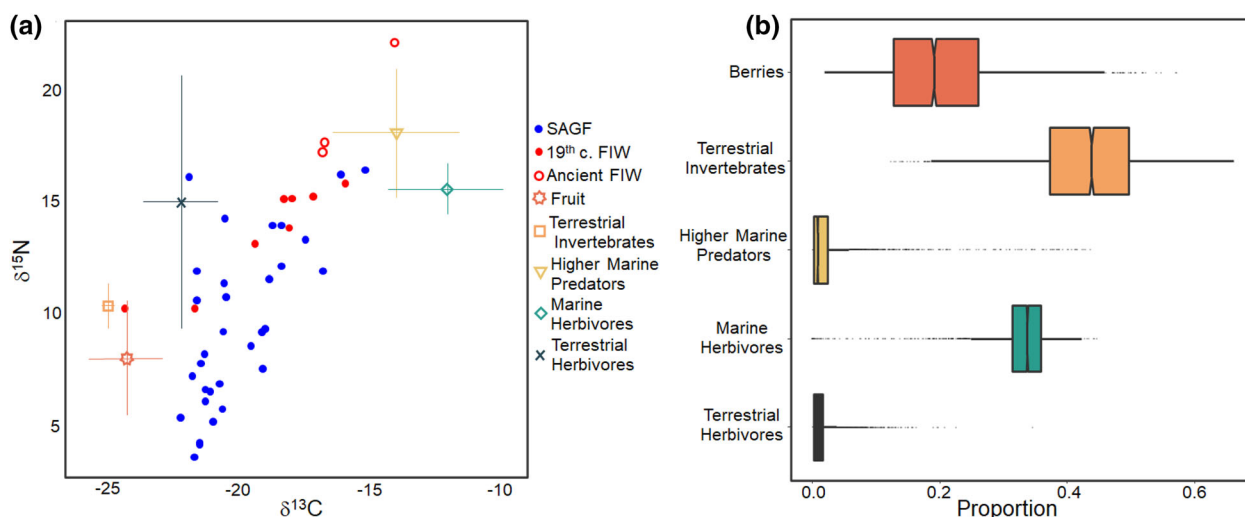 (a)
δ15N
20
15
10
5
-25
-20
-15
-10
δ13C
SAGF
19th c. FIW
Ancient FIW
Fruit
Terrestrial
Invertebrates
Higher Marine
Predators
Marine
Herbivores
Terrestrial
Herbivores
(b)
Berries
Terrestrial
Invertebrates
Higher Marine
Predators
Marine
Herbivores
Terrestrial
Herbivores
0.0
0.2
0.4
0.6
Proportion